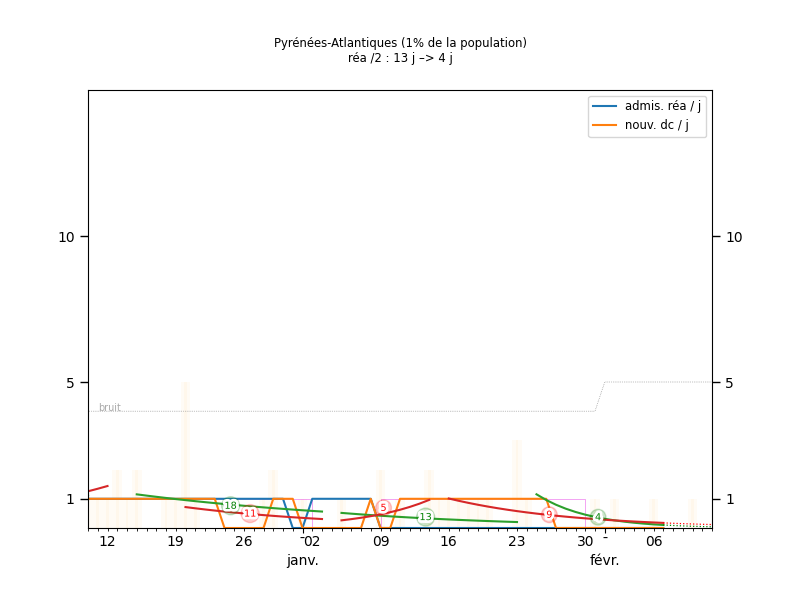 Pyrénées-Atlantiques (1% de la population)
réa /2 : 13 j –> 4 j
admis. réa / j
nouv. dc / j
10 10
5 5
bruit
1 1
18 11 5 13 9 4
12 19 26 02 09 16 23 30 - 06
janv. févr.